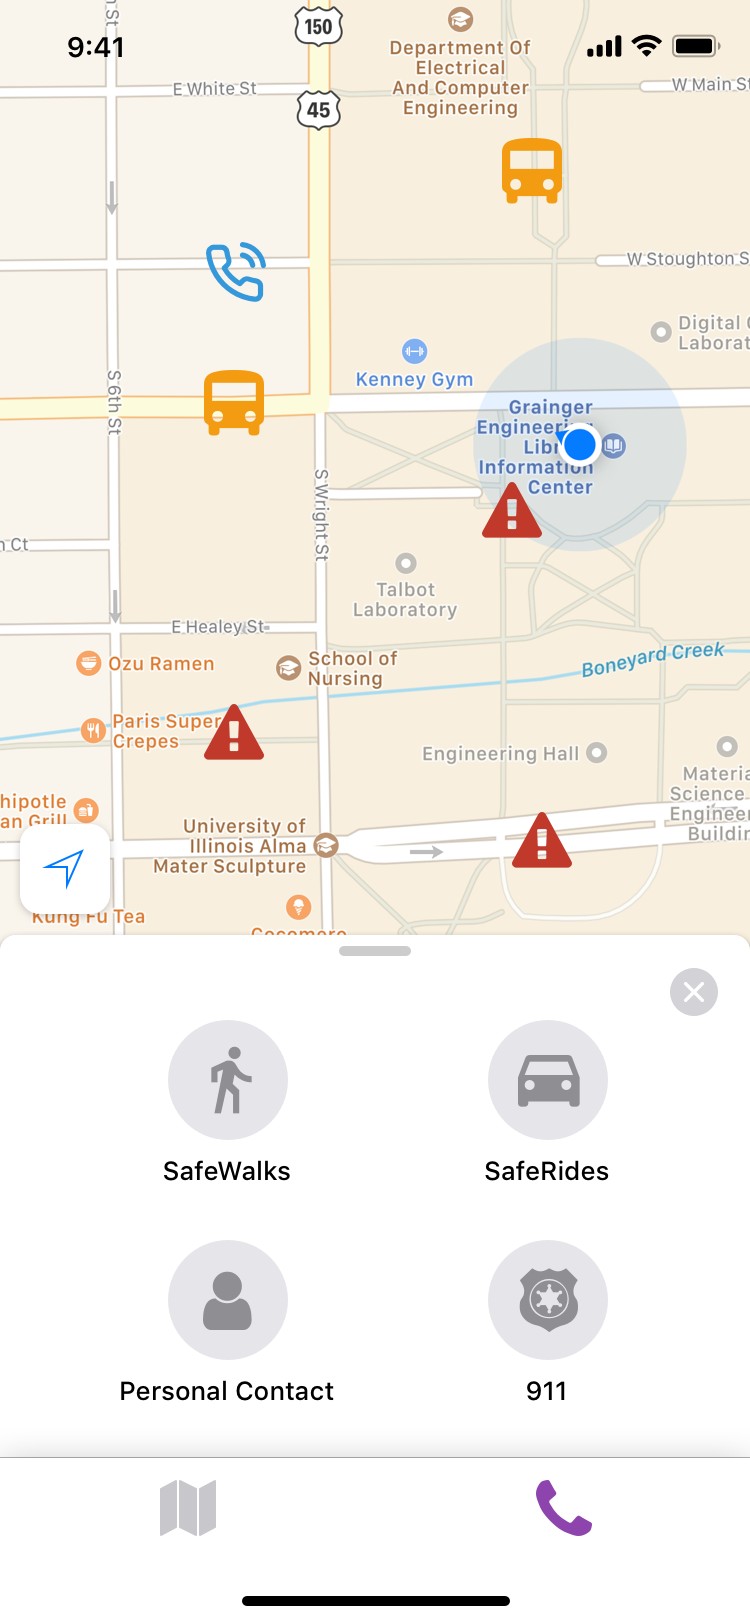 9:41
n St
150
Department Of
Electrical
And Computer
Engineering
E White St
45
W Main St
W Stoughton S
Digital
Laborat
Kenney Gym
S 6th St
Grainger
Engineering
Information
Center
S Wright St
n Ct
Talbot
Laboratory
E Healey St
School of
Nursing
Ozu Ramen
Boneyard Creek
Paris Super
Crepes
Engineering Hall
Materia
Science
Engineer
Buildin
hipotle
an Grill
University of
Illinois Alma
Mater Sculpture
Kung Fu Tea
Cocomero
SafeWalks
SafeRides
Personal Contact
911